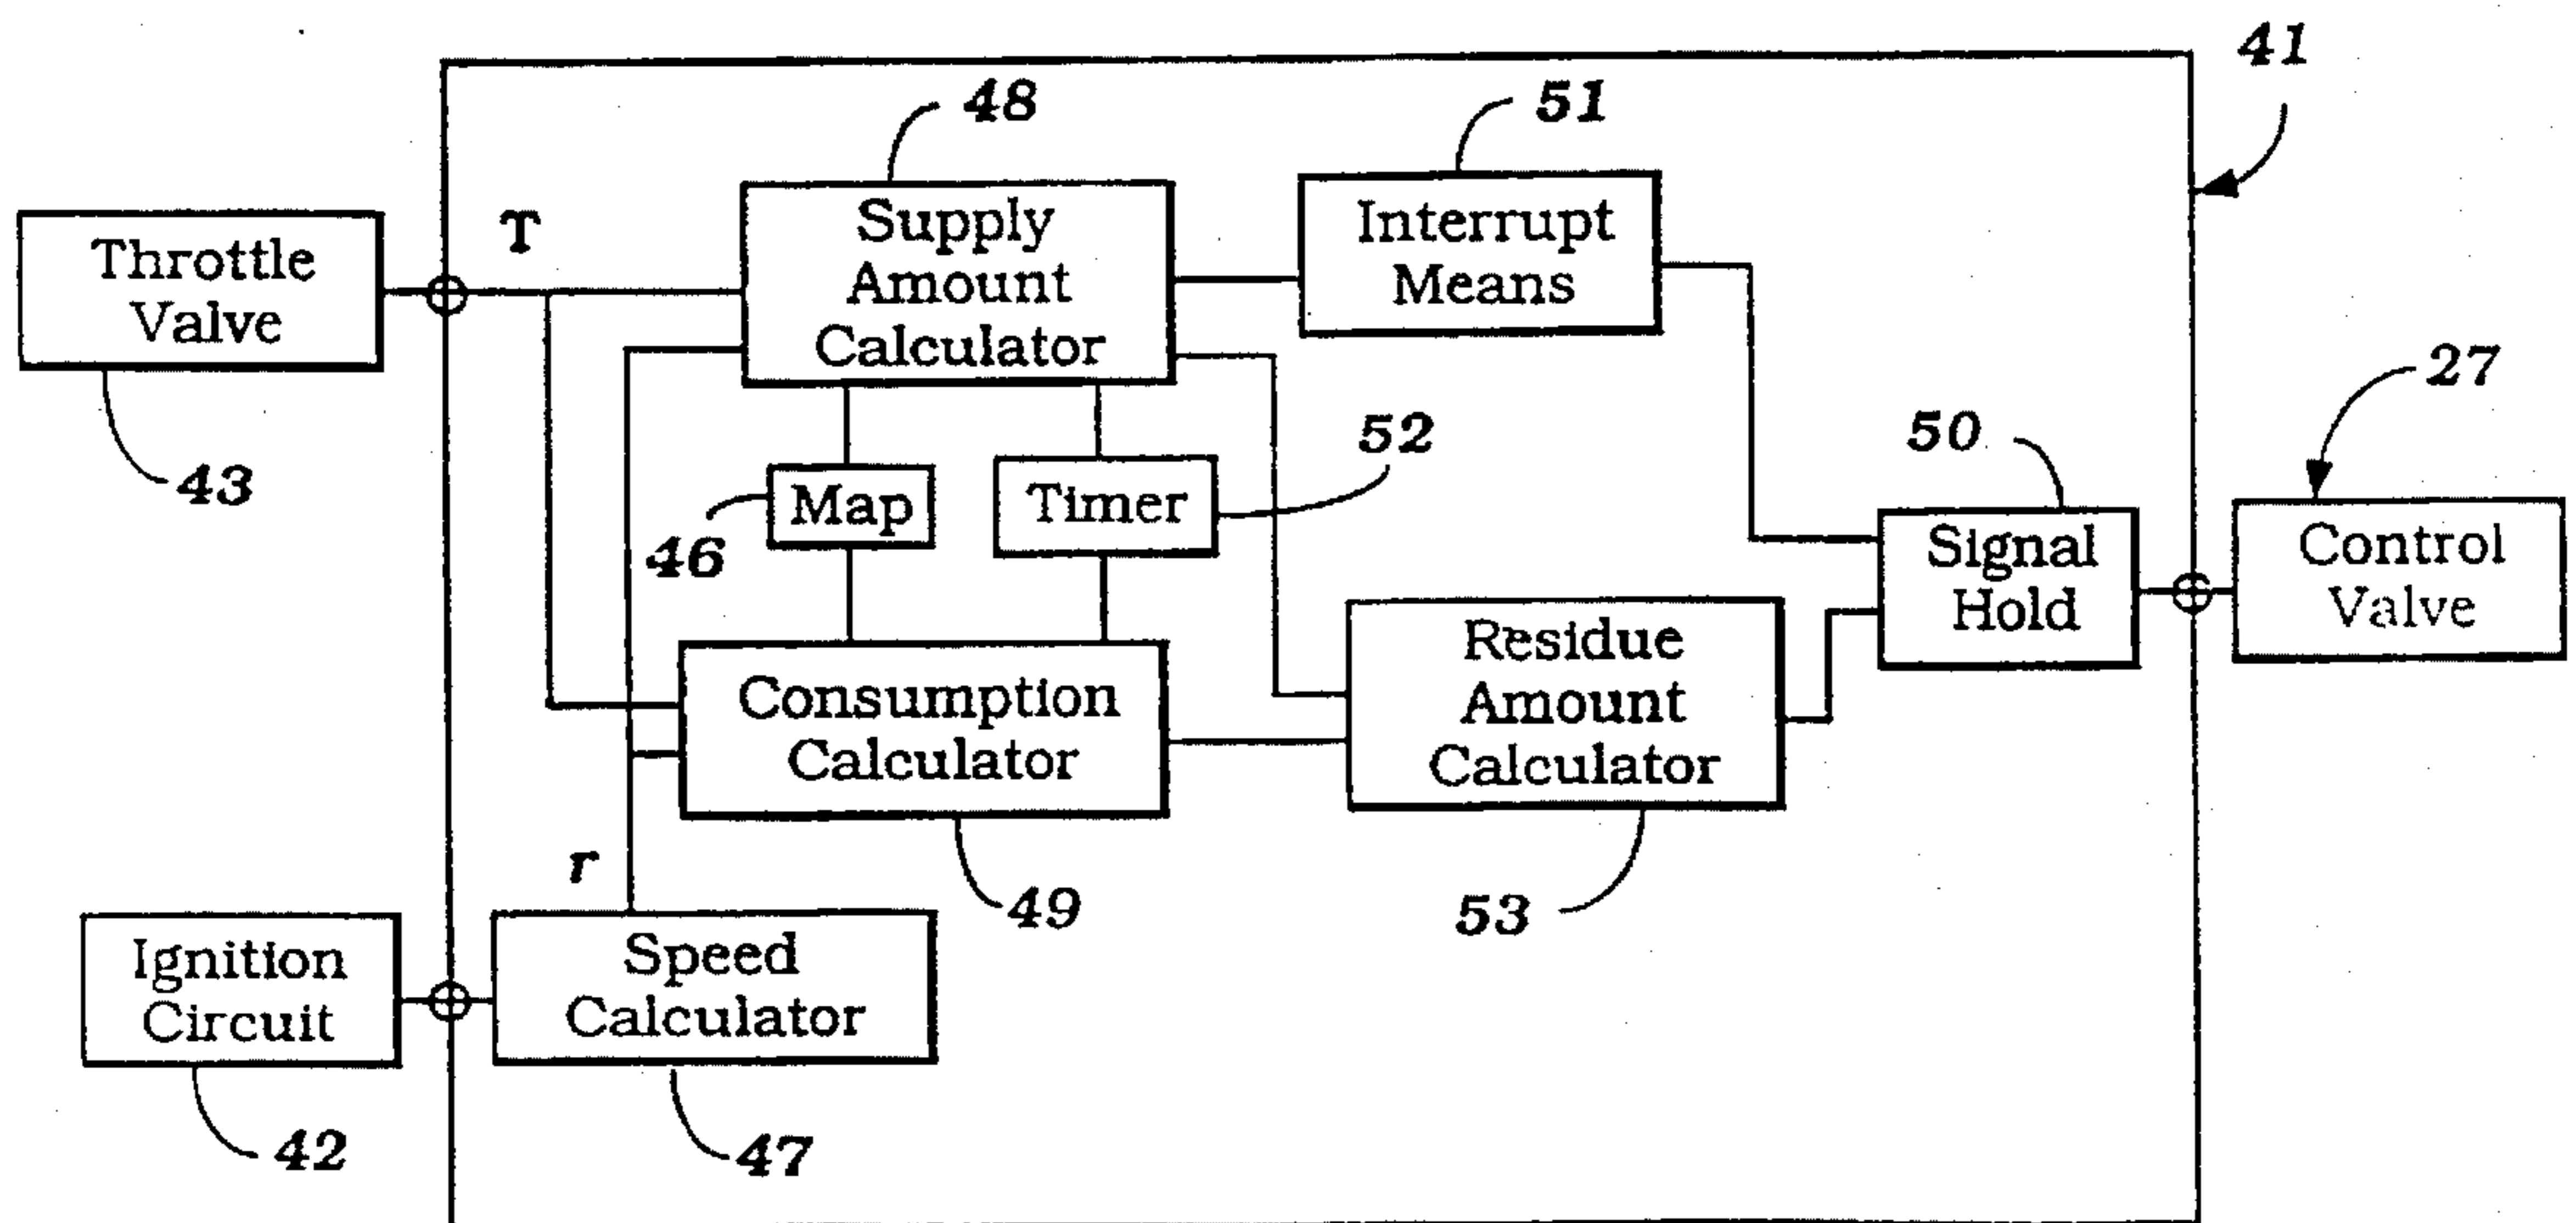 41
48
51
Throttle
Valve
T
Supply
Amount
Calculator
Interrupt
Means
43
27
52
50
Map
46
Timer
Signal
Hold
Control
Valve
Consumption
Calculator
Residue
Amount
Calculator
r
49
53
Ignition
Circuit
Speed
Calculator
42
47